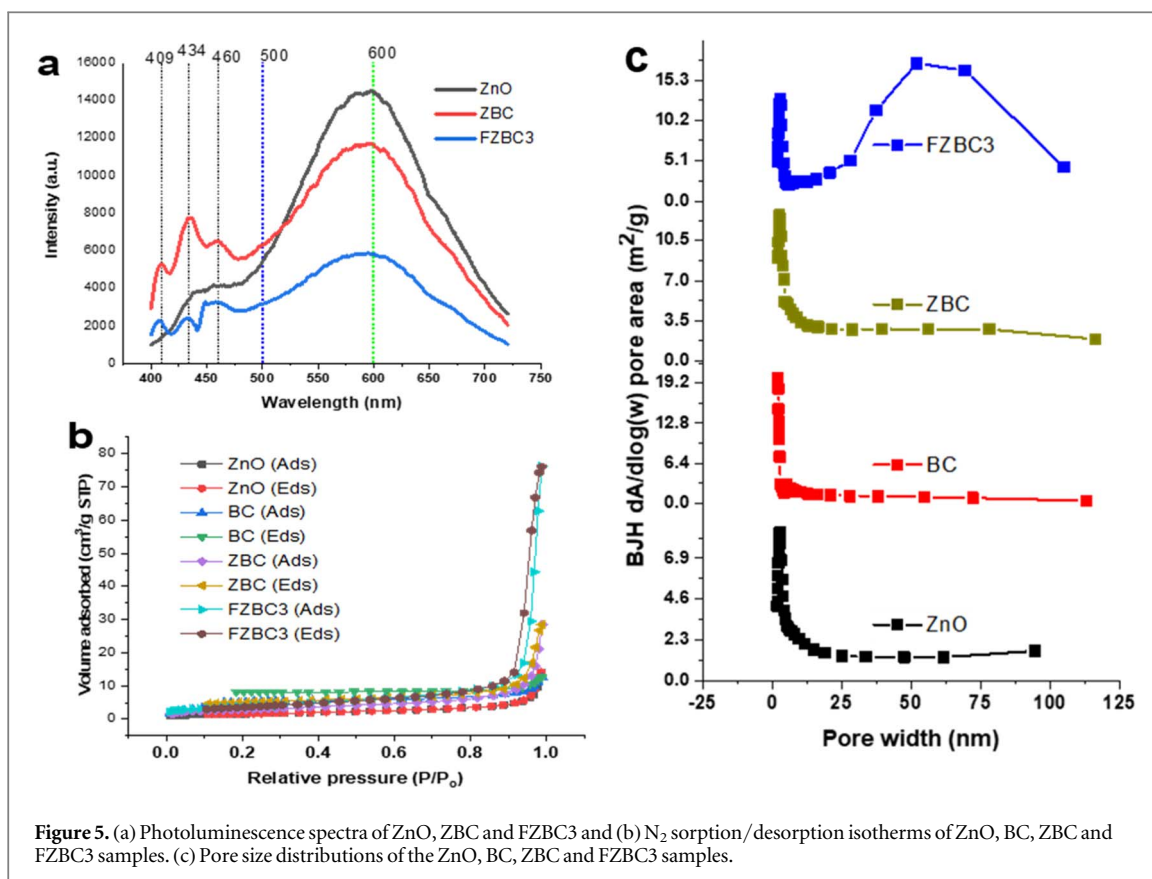 a
409
434
460
500
600
16000
14000
12000
10000
8000
6000
4000
2000
0
Intensity (a.u.)
ZnO
ZBC
FZBC3
400
450
500
550
600
650
700
750
Wavelength (nm)
b
80
70
60
50
40
30
20
10
0
Volume adsorbed (cm³/g STP)
ZnO (Ads)
ZnO (Eds)
BC (Ads)
BC (Eds)
ZBC (Ads)
ZBC (Eds)
FZBC3 (Ads)
FZBC3 (Eds)
0.0
0.2
0.4
0.6
0.8
1.0
Relative pressure (P/Pₒ)
c
BJH dA/dlog(w) pore area (m²/g)
15.3
10.2
5.1
0.0
FZBC3
10.5
7.0
3.5
0.0
ZBC
19.2
12.8
6.4
0.0
BC
6.9
4.6
2.3
0.0
ZnO
-25
0
25
50
75
100
125
Pore width (nm)
Figure 5. (a) Photoluminescence spectra of ZnO, ZBC and FZBC3 and (b) N₂ sorption/desorption isotherms of ZnO, BC, ZBC and
FZBC3 samples. (c) Pore size distributions of the ZnO, BC, ZBC and FZBC3 samples.